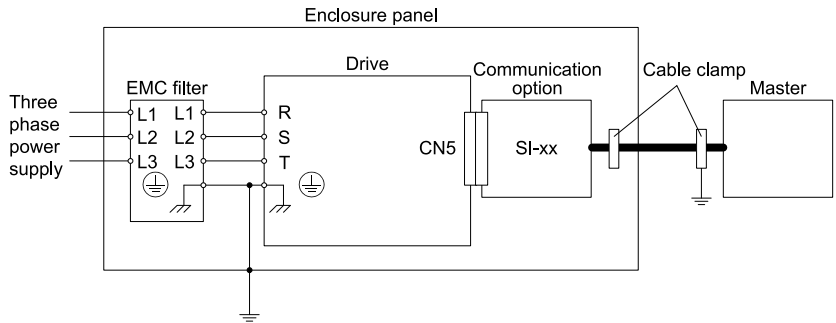 Enclosure panel
Drive
Communication
option
Cable clamp
Master
EMC filter
Three
phase
power
supply
L1 L1 R
L2 L2 S
L3 L3 T
CN5
SI-xx